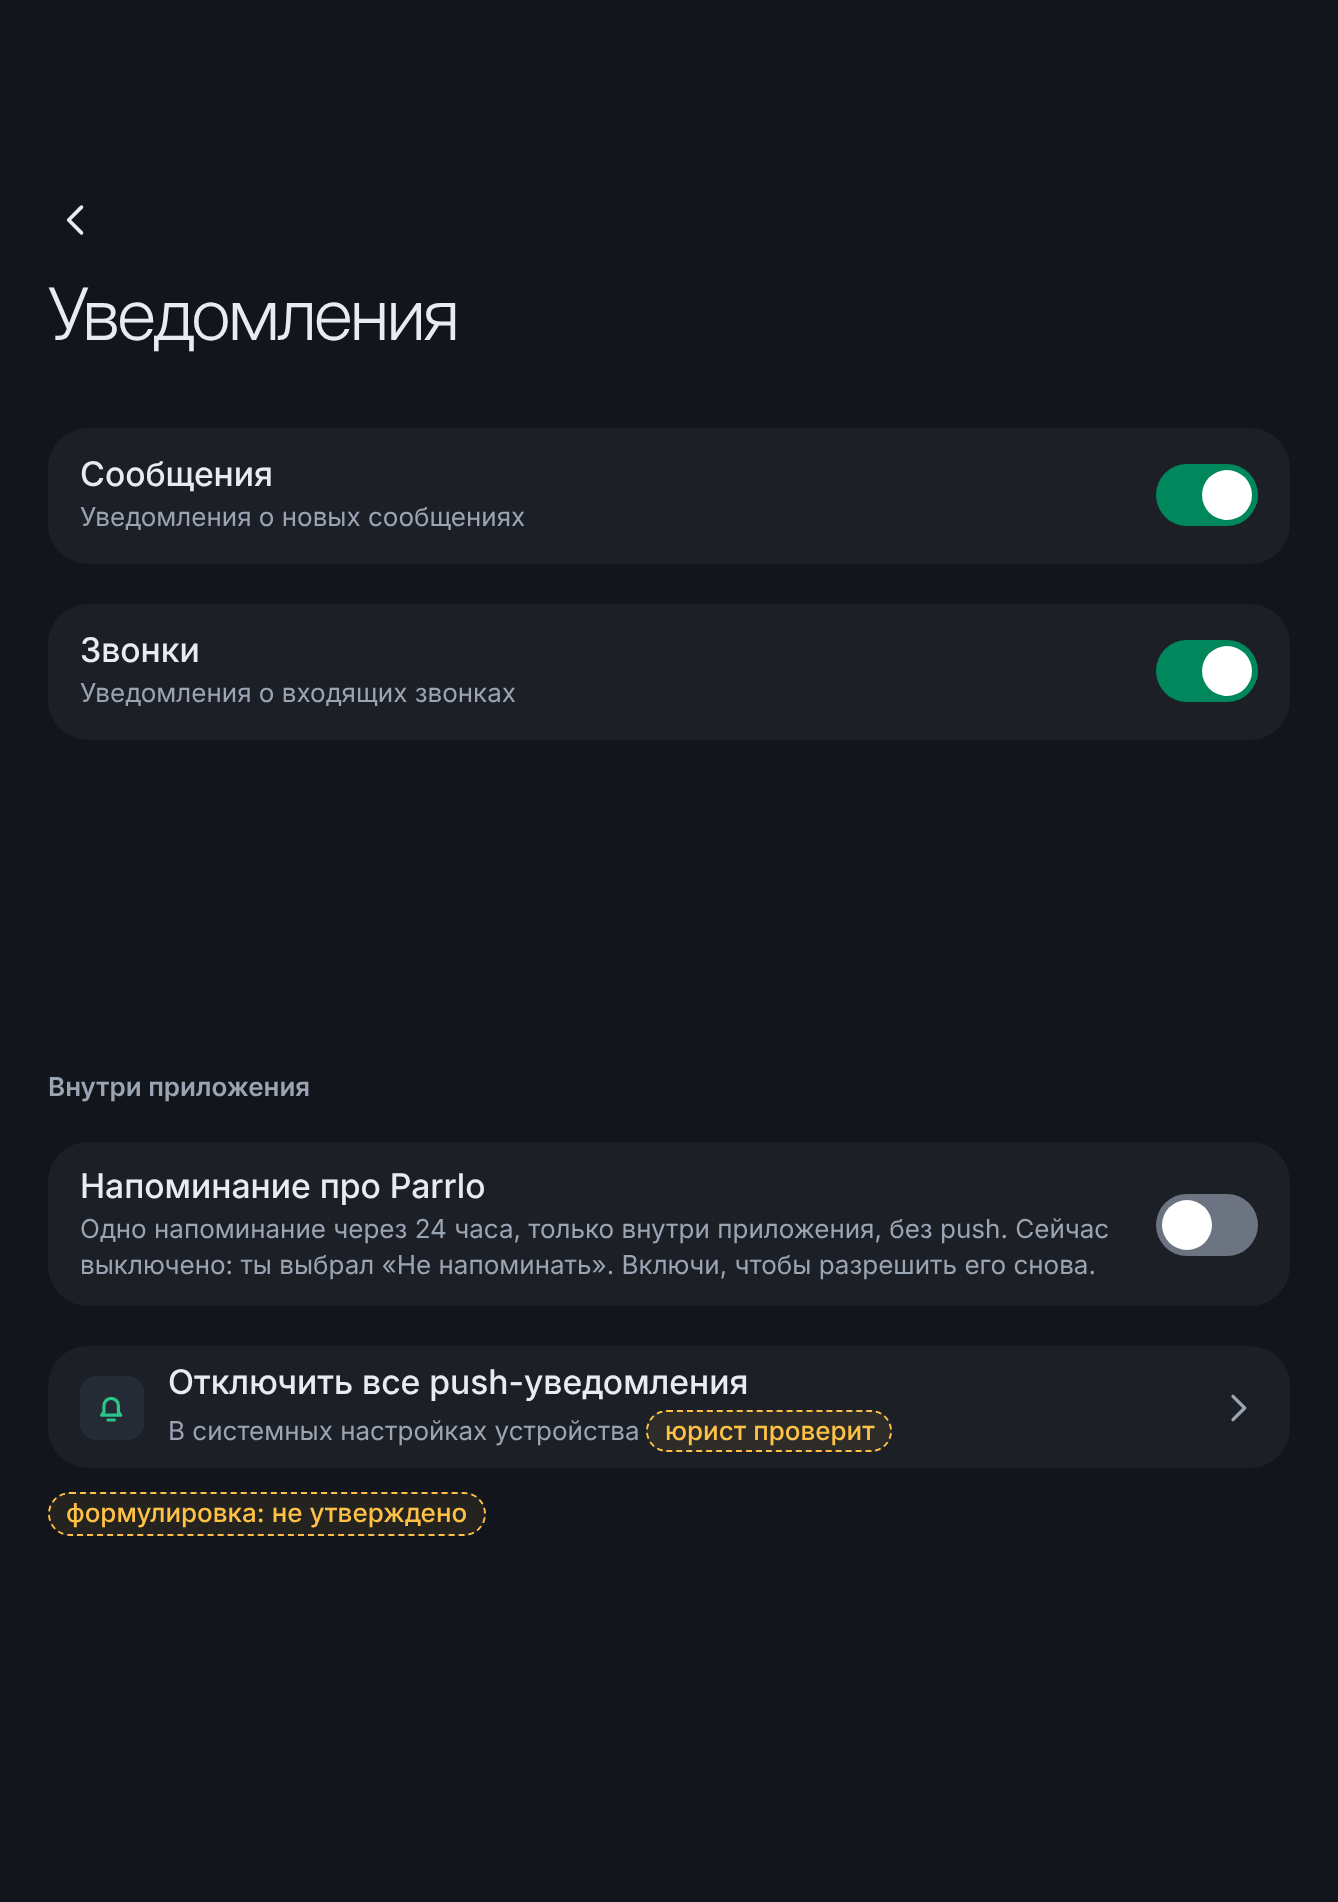 Уведомления
Сообщения
Уведомления о новых сообщениях
Звонки
Уведомления о входящих звонках
Внутри приложения
Напоминание про Parrlo
Одно напоминание через 24 часа, только внутри приложения, без push. Сейчас
выключено: ты выбрал «Не напоминать». Включи, чтобы разрешить его снова.
Отключить все push-уведомления
В системных настройках устройства юрист проверит
формулировка: не утверждено